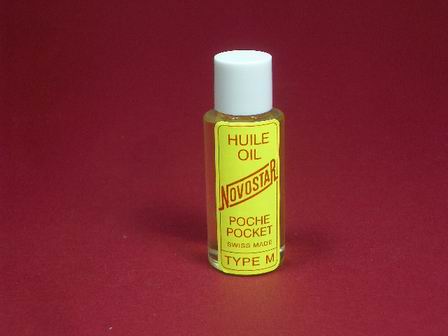 HUILE
OIL
NOVOSTAR
POCHE
POCKET
SWISS MADE
TYPE M